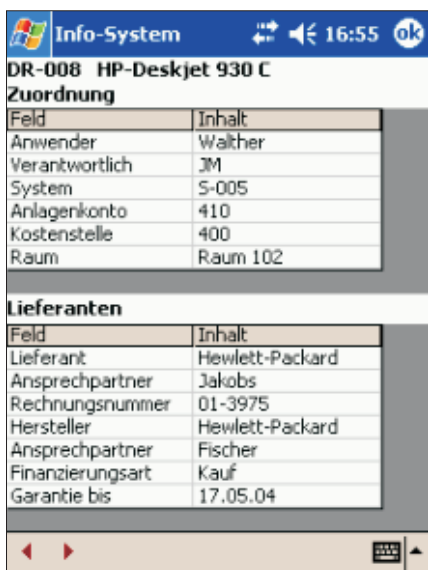 Info-System 16:55 ok
DR-008 HP-Deskjet 930 C
Zuordnung
Feld Inhalt
Anwender Walther
Verantwortlich JM
System S-005
Anlagenkonto 410
Kostenstelle 400
Raum Raum 102
Lieferanten
Feld Inhalt
Lieferant Hewlett-Packard
Ansprechpartner Jakobs
Rechnungsnummer 01-3975
Hersteller Hewlett-Packard
Ansprechpartner Fischer
Finanzierungsart Kauf
Garantie bis 17.05.04